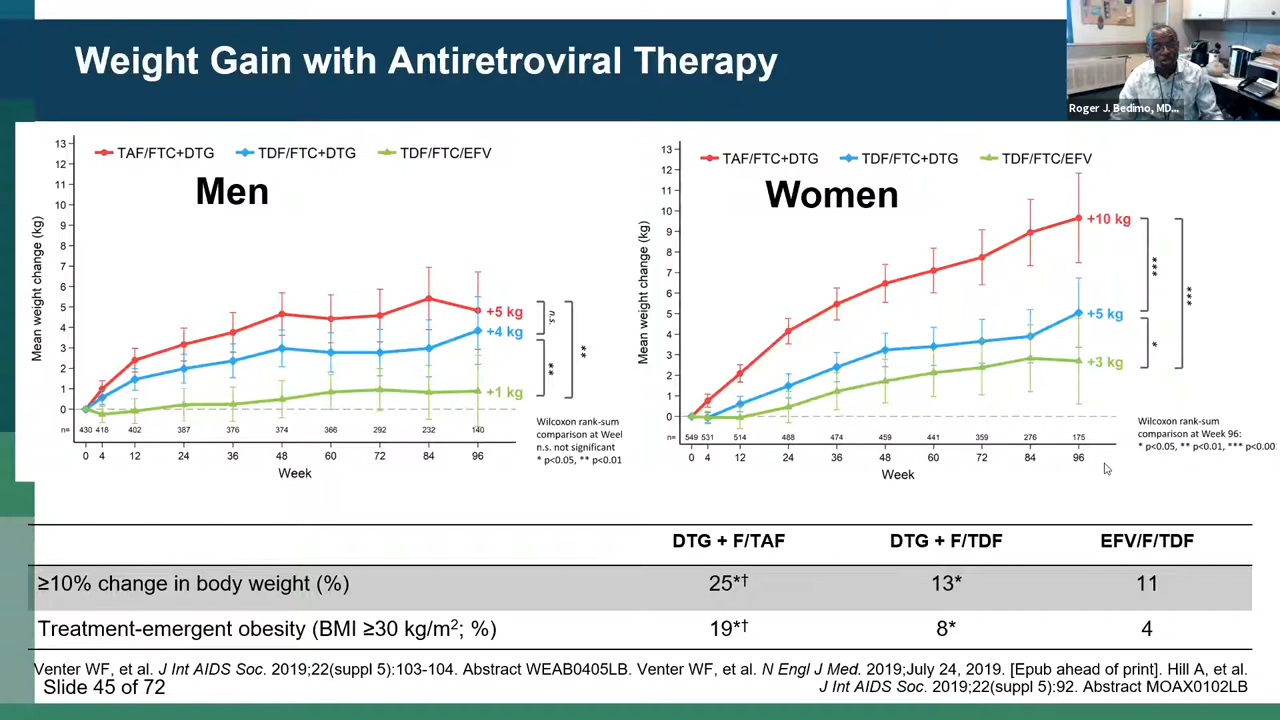 Weight Gain with Antiretroviral Therapy
Roger J. Bedimo, MD...
TAF/FTC+DTG TDF/FTC+DTG TDF/FTC/EFV
Men
Mean weight change (kg)
13
12
11
10
9
8
7
6
5
4
3
2
1
0
+5 kg
+4 kg
+1 kg
n.s.
**
**
n= 430 418 402 387 376 374 366 292 232 140
0 4 12 24 36 48 60 72 84 96
Week
Wilcoxon rank-sum
comparison at Weel
n.s. not significant
* p<0.05, ** p<0.01
TAF/FTC+DTG TDF/FTC+DTG TDF/FTC/EFV
Women
Mean weight change (kg)
13
12
11
10
9
8
7
6
5
4
3
2
1
0
+10 kg
+5 kg
+3 kg
***
*
***
n= 549 531 514 488 474 459 441 359 276 175
0 4 12 24 36 48 60 72 84 96
Week
Wilcoxon rank-sum
comparison at Week 96:
* p<0.05, ** p<0.01, *** p<0.00
DTG + F/TAF DTG + F/TDF EFV/F/TDF
≥10% change in body weight (%) 25*† 13* 11
Treatment-emergent obesity (BMI ≥30 kg/m²; %) 19*† 8* 4
Venter WF, et al. J Int AIDS Soc. 2019;22(suppl 5):103-104. Abstract WEAB0405LB. Venter WF, et al. N Engl J Med. 2019;July 24, 2019. [Epub ahead of print]. Hill A, et al.
J Int AIDS Soc. 2019;22(suppl 5):92. Abstract MOAX0102LB
Slide 45 of 72